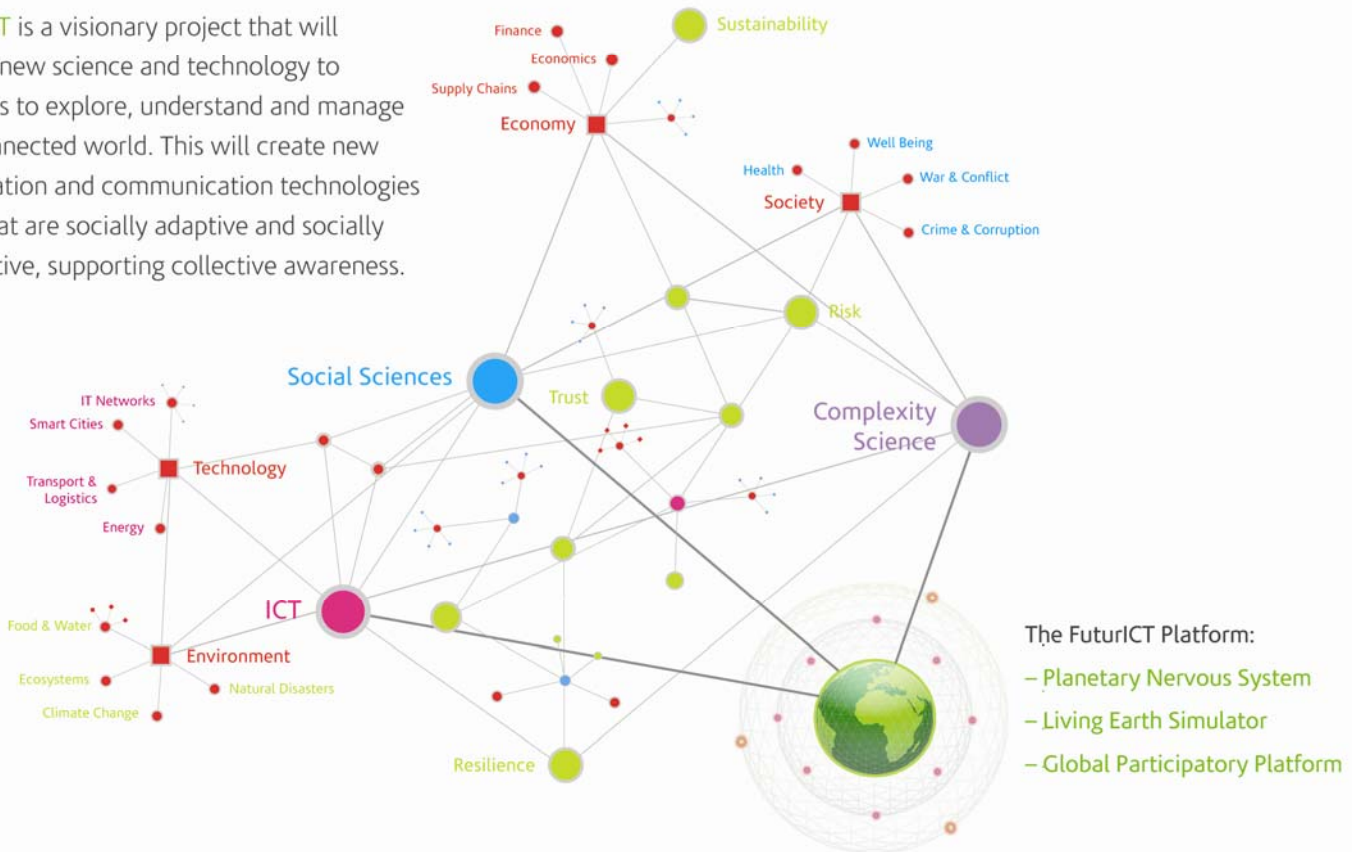 T is a visionary project that will
new science and technology to
s to explore, understand and manage
nnected world. This will create new
ation and communication technologies
at are socially adaptive and socially
tive, supporting collective awareness.
Finance
Sustainability
Economics
Supply Chains
Economy
Well Being
Health
War & Conflict
Society
Crime & Corruption
Risk
Social Sciences
Trust
IT Networks
Smart Cities
Complexity
Science
Technology
Transport &
Logistics
Energy
ICT
Food & Water
Environment
Ecosystems
Natural Disasters
Climate Change
Resilience
The FuturICT Platform:
– Planetary Nervous System
– Living Earth Simulator
– Global Participatory Platform